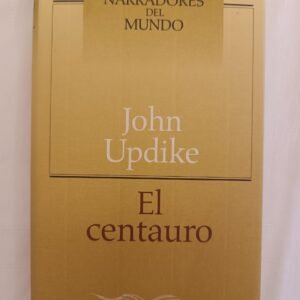 NARRADORES
DEL
MUNDO
John
Updike
El
centauro